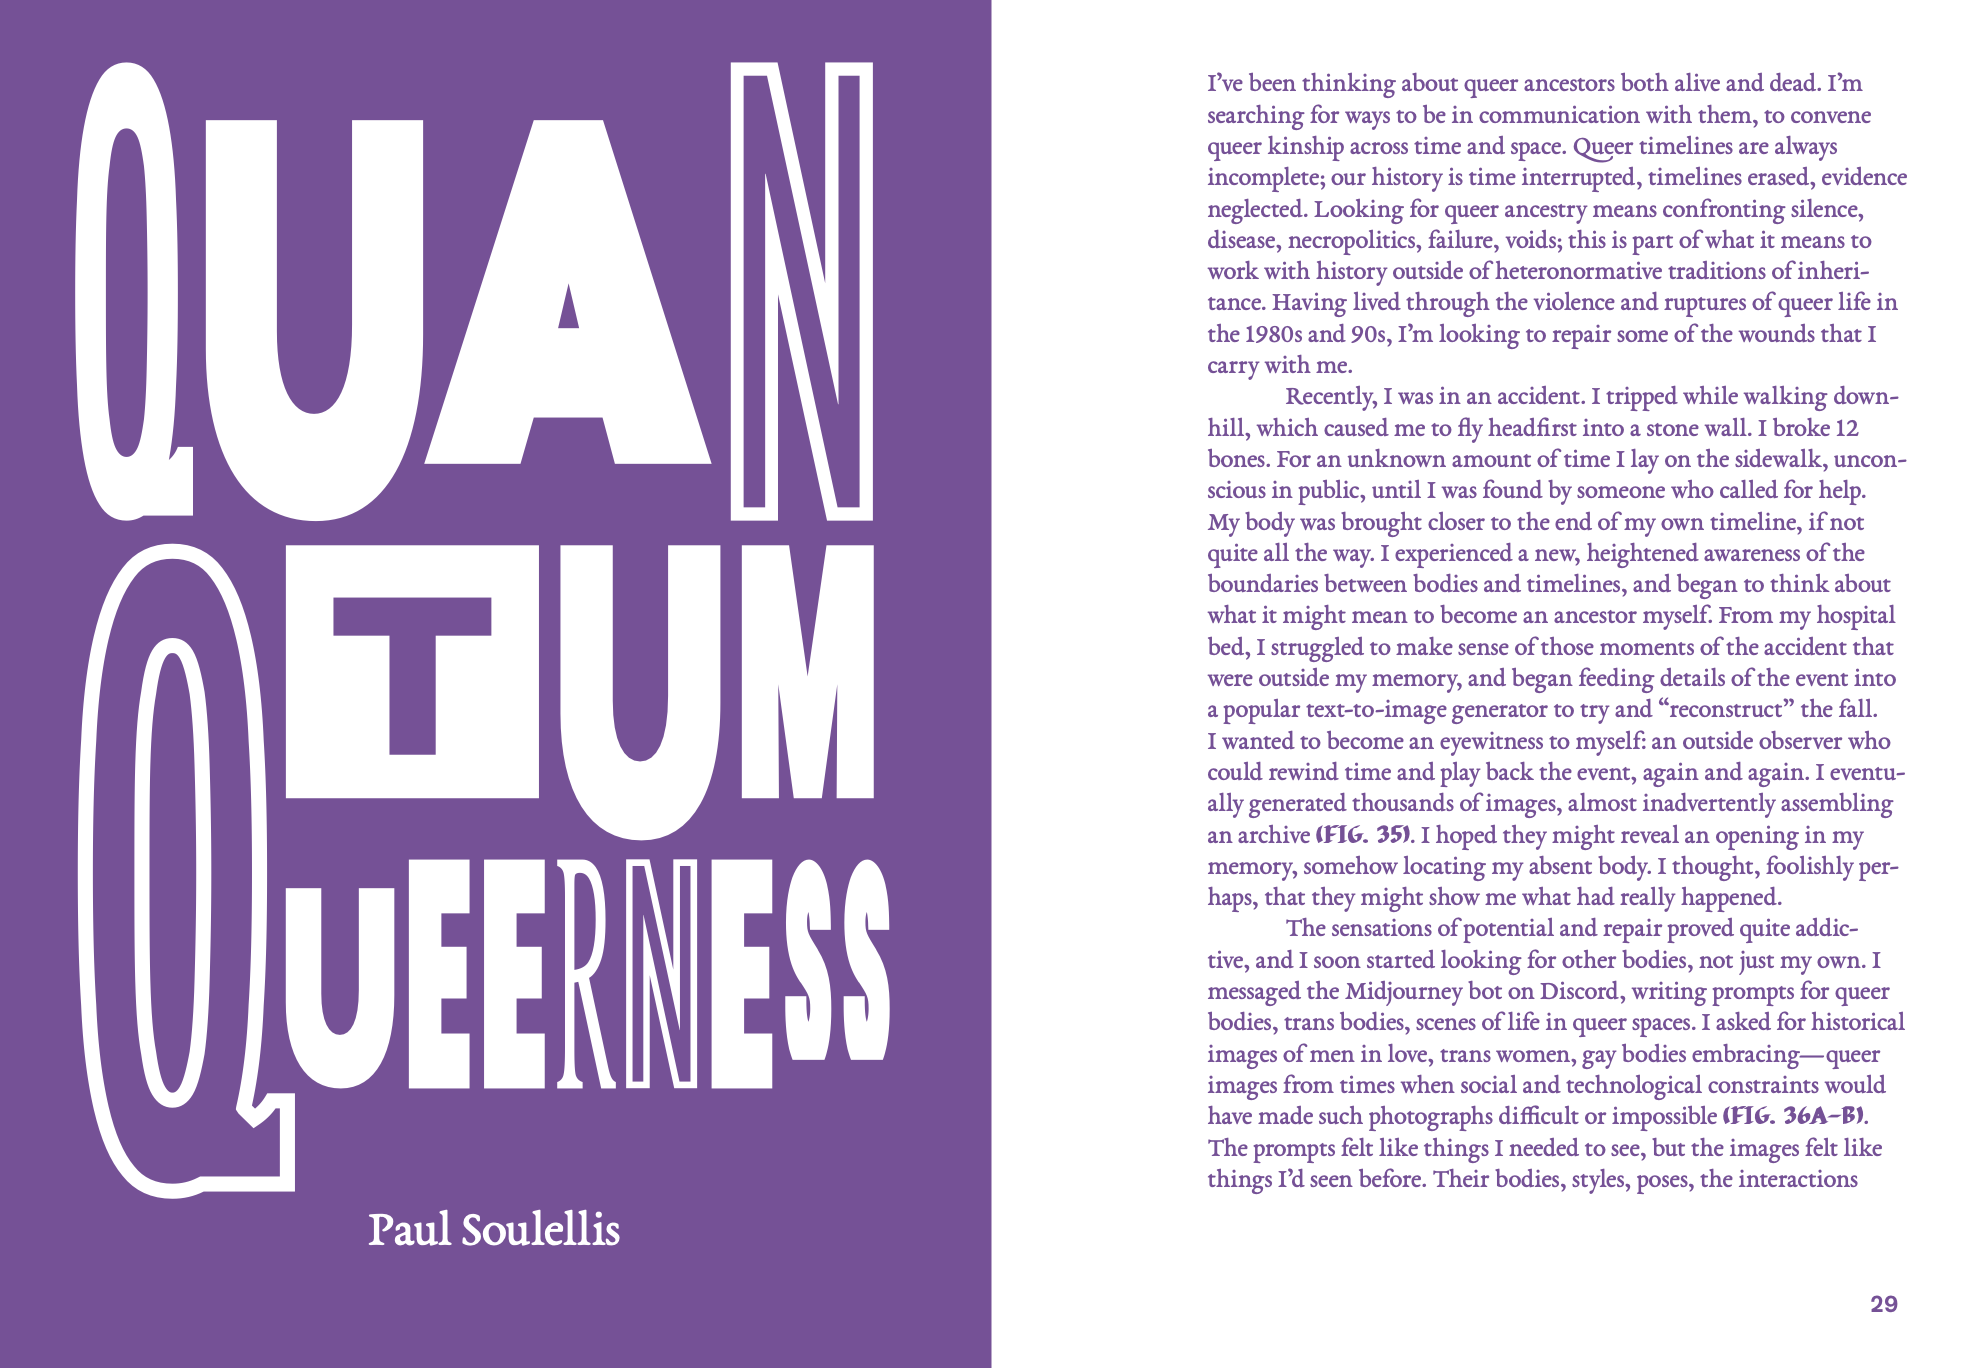 QUAN
TUM
QUEERNESS
Paul Soulellis
I’ve been thinking about queer ancestors both alive and dead. I’m
searching for ways to be in communication with them, to convene
queer kinship across time and space. Queer timelines are always
incomplete; our history is time interrupted, timelines erased, evidence
neglected. Looking for queer ancestry means confronting silence,
disease, necropolitics, failure, voids; this is part of what it means to
work with history outside of heteronormative traditions of inheri-
tance. Having lived through the violence and ruptures of queer life in
the 1980s and 90s, I’m looking to repair some of the wounds that I
carry with me.
Recently, I was in an accident. I tripped while walking down-
hill, which caused me to fly headfirst into a stone wall. I broke 12
bones. For an unknown amount of time I lay on the sidewalk, uncon-
scious in public, until I was found by someone who called for help.
My body was brought closer to the end of my own timeline, if not
quite all the way. I experienced a new, heightened awareness of the
boundaries between bodies and timelines, and began to think about
what it might mean to become an ancestor myself. From my hospital
bed, I struggled to make sense of those moments of the accident that
were outside my memory, and began feeding details of the event into
a popular text-to-image generator to try and “reconstruct” the fall.
I wanted to become an eyewitness to myself: an outside observer who
could rewind time and play back the event, again and again. I eventu-
ally generated thousands of images, almost inadvertently assembling
an archive (FIG. 35). I hoped they might reveal an opening in my
memory, somehow locating my absent body. I thought, foolishly per-
haps, that they might show me what had really happened.
The sensations of potential and repair proved quite addic-
tive, and I soon started looking for other bodies, not just my own. I
messaged the Midjourney bot on Discord, writing prompts for queer
bodies, trans bodies, scenes of life in queer spaces. I asked for historical
images of men in love, trans women, gay bodies embracing—queer
images from times when social and technological constraints would
have made such photographs difficult or impossible (FIG. 36A–B).
The prompts felt like things I needed to see, but the images felt like
things I’d seen before. Their bodies, styles, poses, the interactions
29